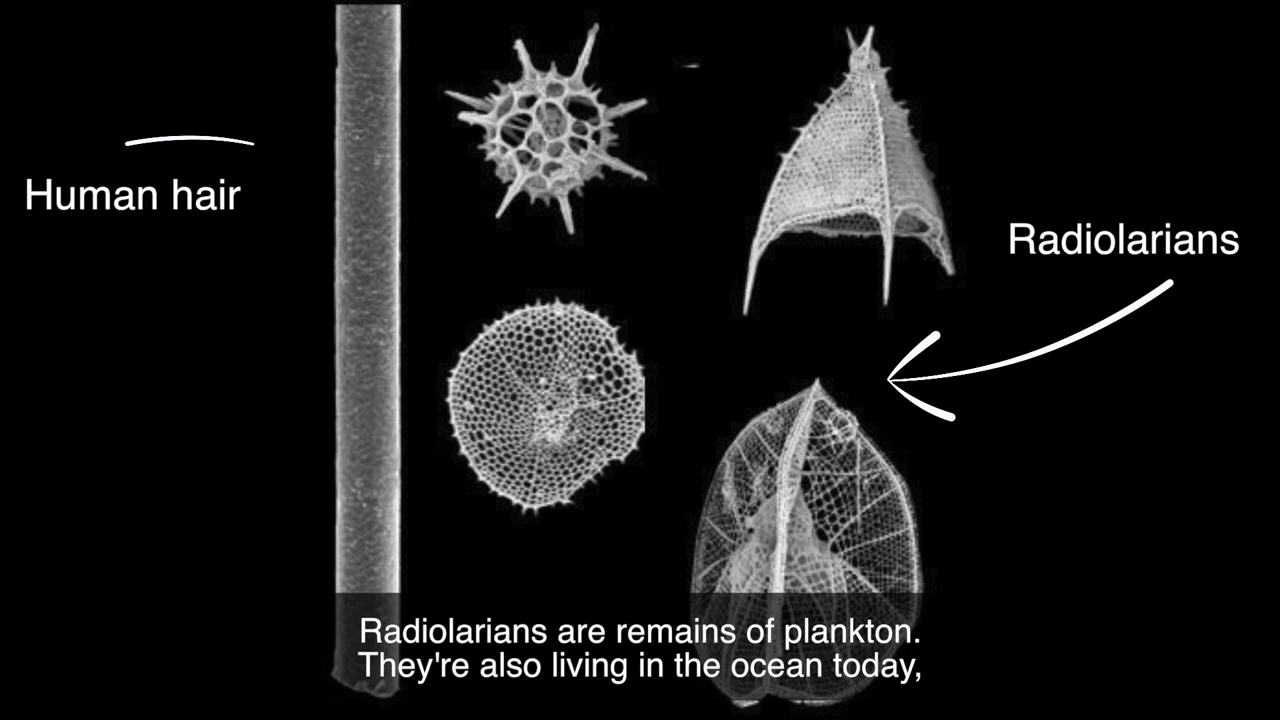 Human hair
Radiolarians
Radiolarians are remains of plankton.
They're also living in the ocean today,